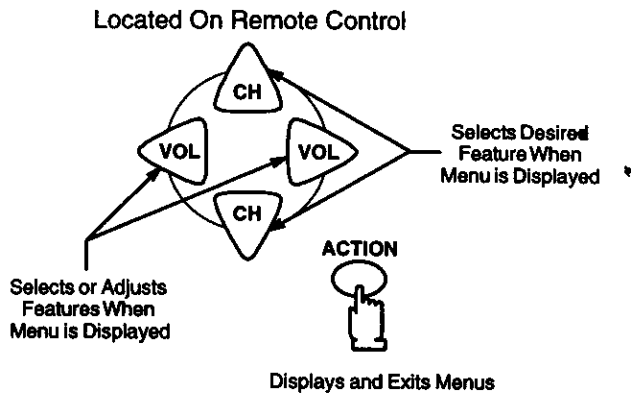 Located On Remote Control
CH
VOL
VOL
CH
Selects Desired
Feature When
Menu is Displayed
ACTION
Selects or Adjusts
Features When
Menu is Displayed
Displays and Exits Menus